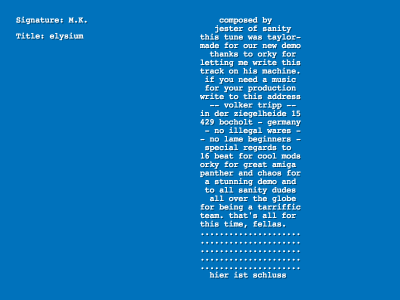 Signature: M.K.
Title: elysium
composed by
jester of sanity
this tune was taylor-
made for our new demo
thanks to orky for
letting me write this
track on his machine.
if you need a music
for your production
write to this address
-- volker tripp --
in der ziegelheide 15
429 bocholt - germany
- no illegal wares -
- no lame beginners -
special regards to
16 beat for cool mods
orky for great amiga
panther and chaos for
a stunning demo and
to all sanity dudes
all over the globe
for being a tarriffic
team. that's all for
this time, fellas.
.....................
.....................
.....................
.....................
.....................
hier ist schluss